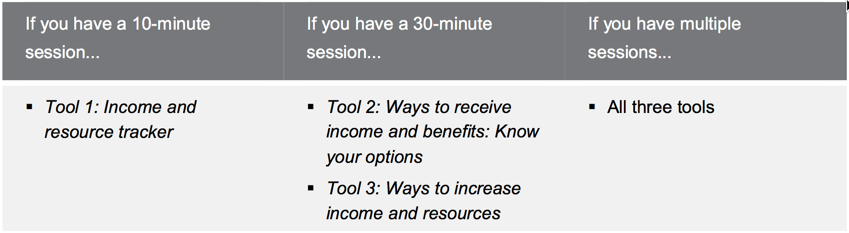 If you have a 10-minute
session...
If you have a 30-minute
session...
If you have multiple
sessions...
▪ Tool 1: Income and
resource tracker
▪ Tool 2: Ways to receive
income and benefits: Know
your options
▪ Tool 3: Ways to increase
income and resources
▪ All three tools